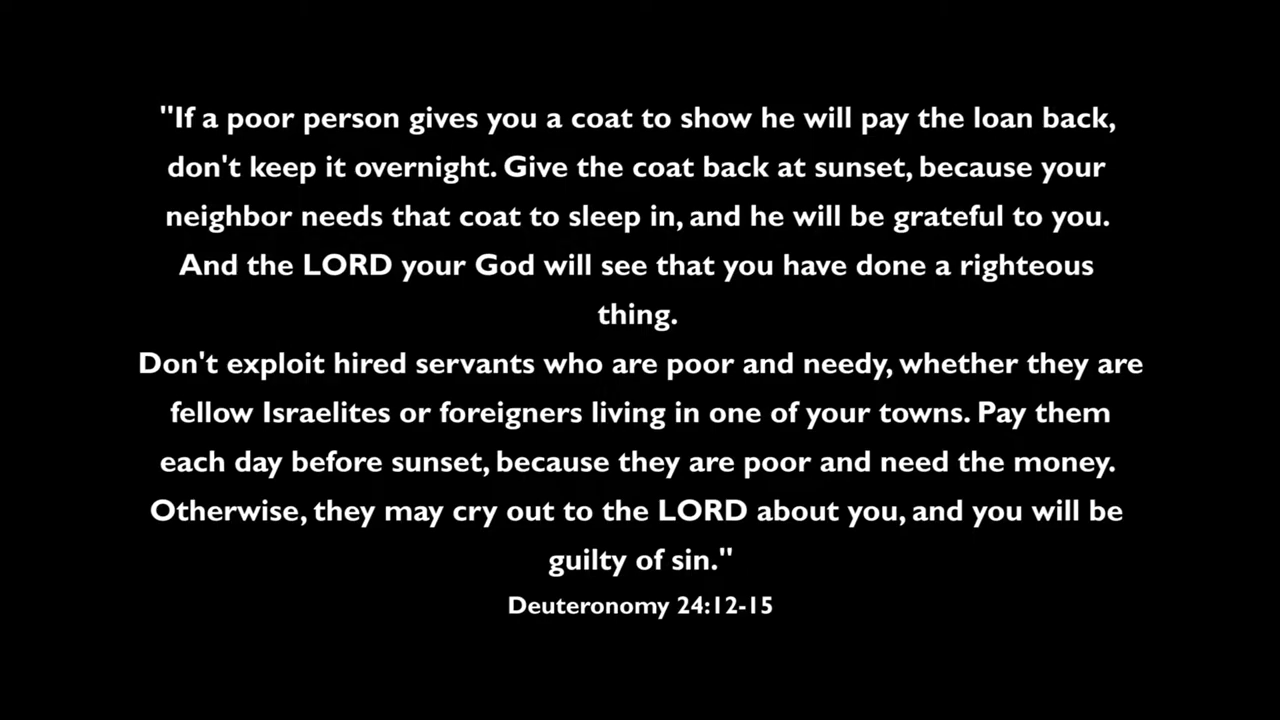 "If a poor person gives you a coat to show he will pay the loan back,
don't keep it overnight. Give the coat back at sunset, because your
neighbor needs that coat to sleep in, and he will be grateful to you.
And the LORD your God will see that you have done a righteous
thing.
Don't exploit hired servants who are poor and needy, whether they are
fellow Israelites or foreigners living in one of your towns. Pay them
each day before sunset, because they are poor and need the money.
Otherwise, they may cry out to the LORD about you, and you will be
guilty of sin."
Deuteronomy 24:12-15